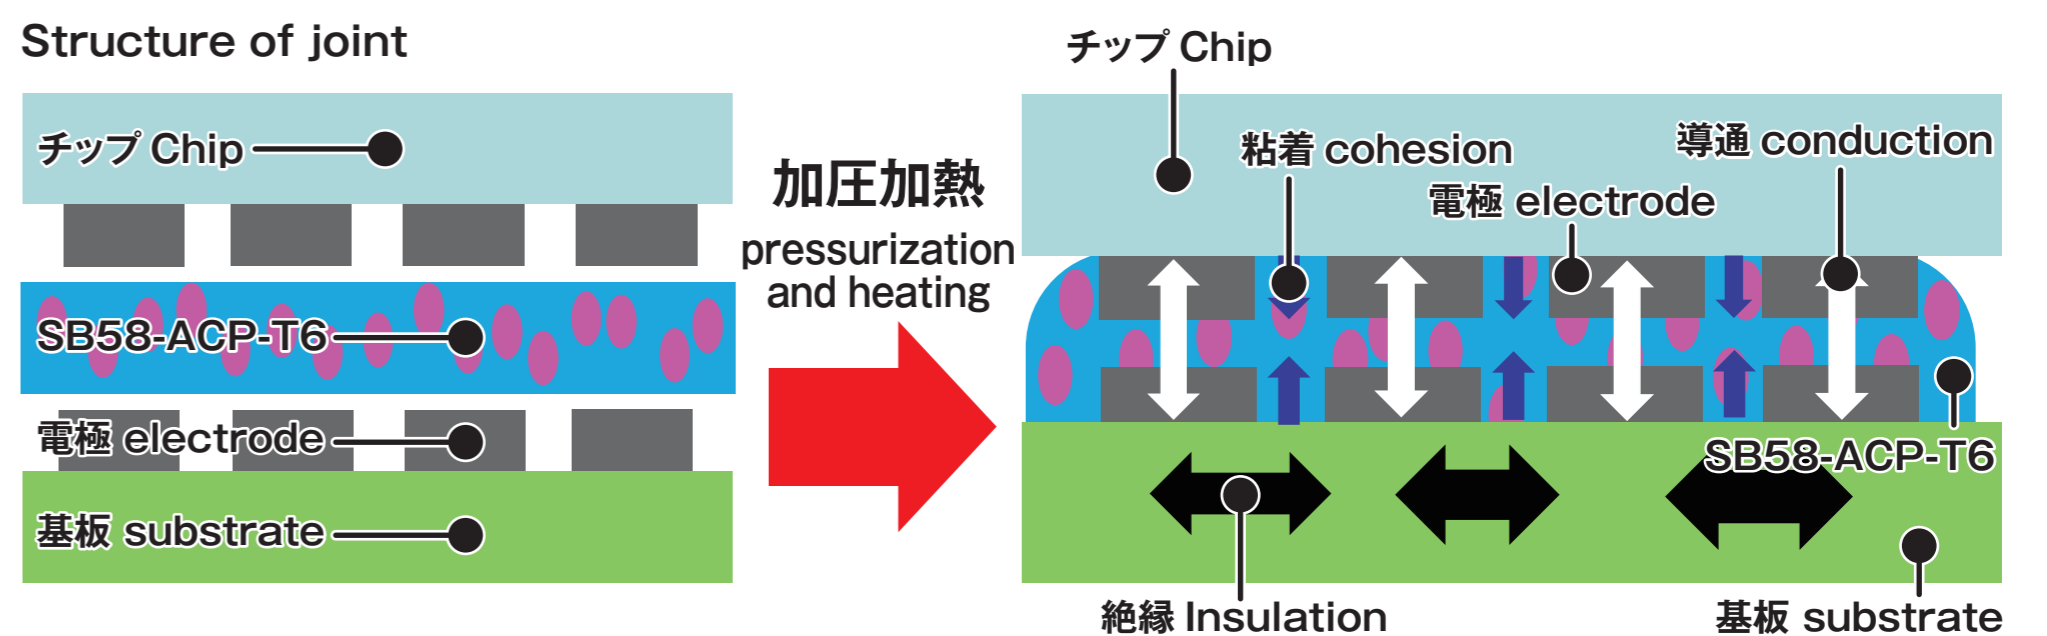 Structure of joint
チップ Chip
SB58-ACP-T6
電極 electrode
基板 substrate
加圧加熱
pressurization
and heating
チップ Chip
粘着 cohesion
導通 conduction
電極 electrode
SB58-ACP-T6
絶縁 Insulation
基板 substrate